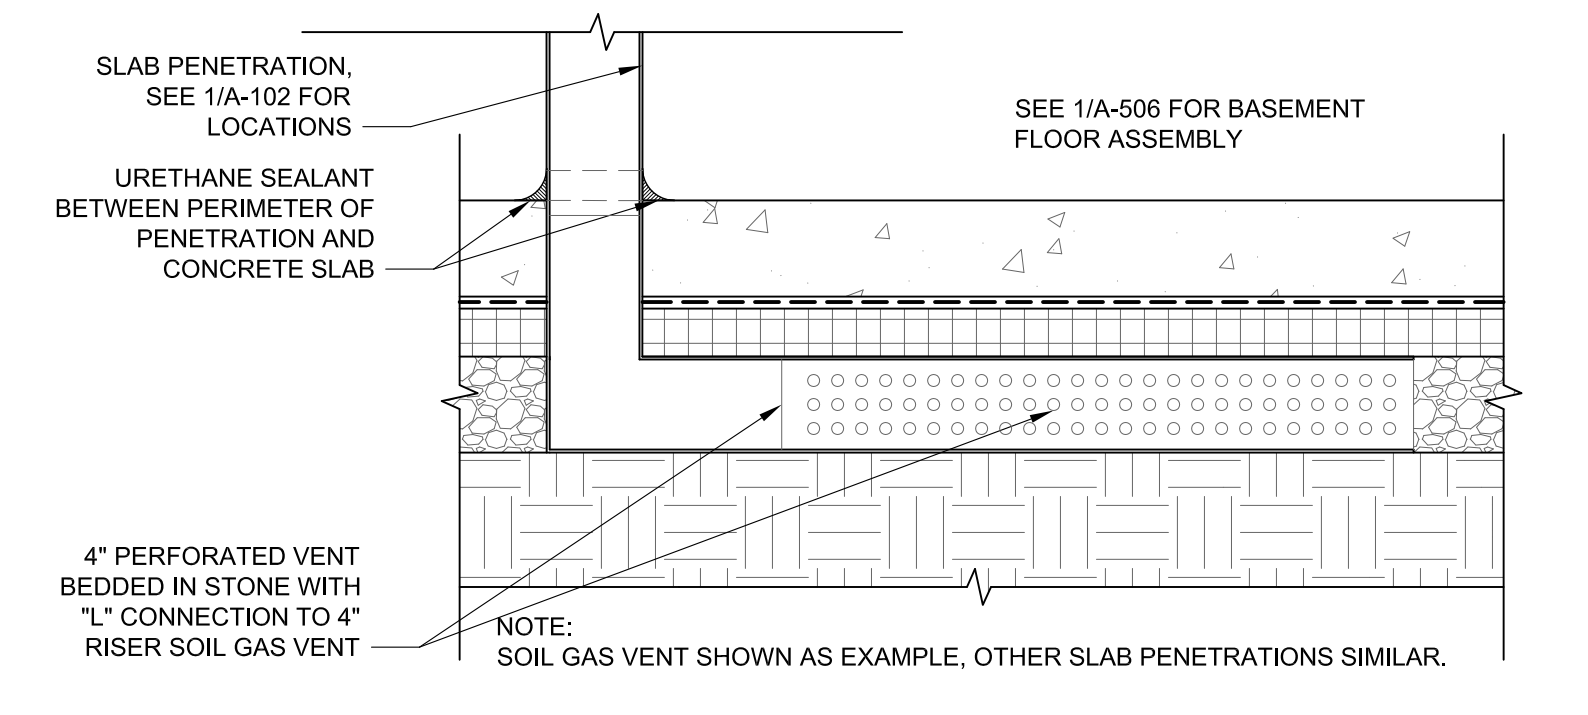 SLAB PENETRATION,
SEE 1/A-102 FOR
LOCATIONS
SEE 1/A-506 FOR BASEMENT
FLOOR ASSEMBLY
URETHANE SEALANT
BETWEEN PERIMETER OF
PENETRATION AND
CONCRETE SLAB
4" PERFORATED VENT
BEDDED IN STONE WITH
"L" CONNECTION TO 4"
RISER SOIL GAS VENT
NOTE:
SOIL GAS VENT SHOWN AS EXAMPLE, OTHER SLAB PENETRATIONS SIMILAR.